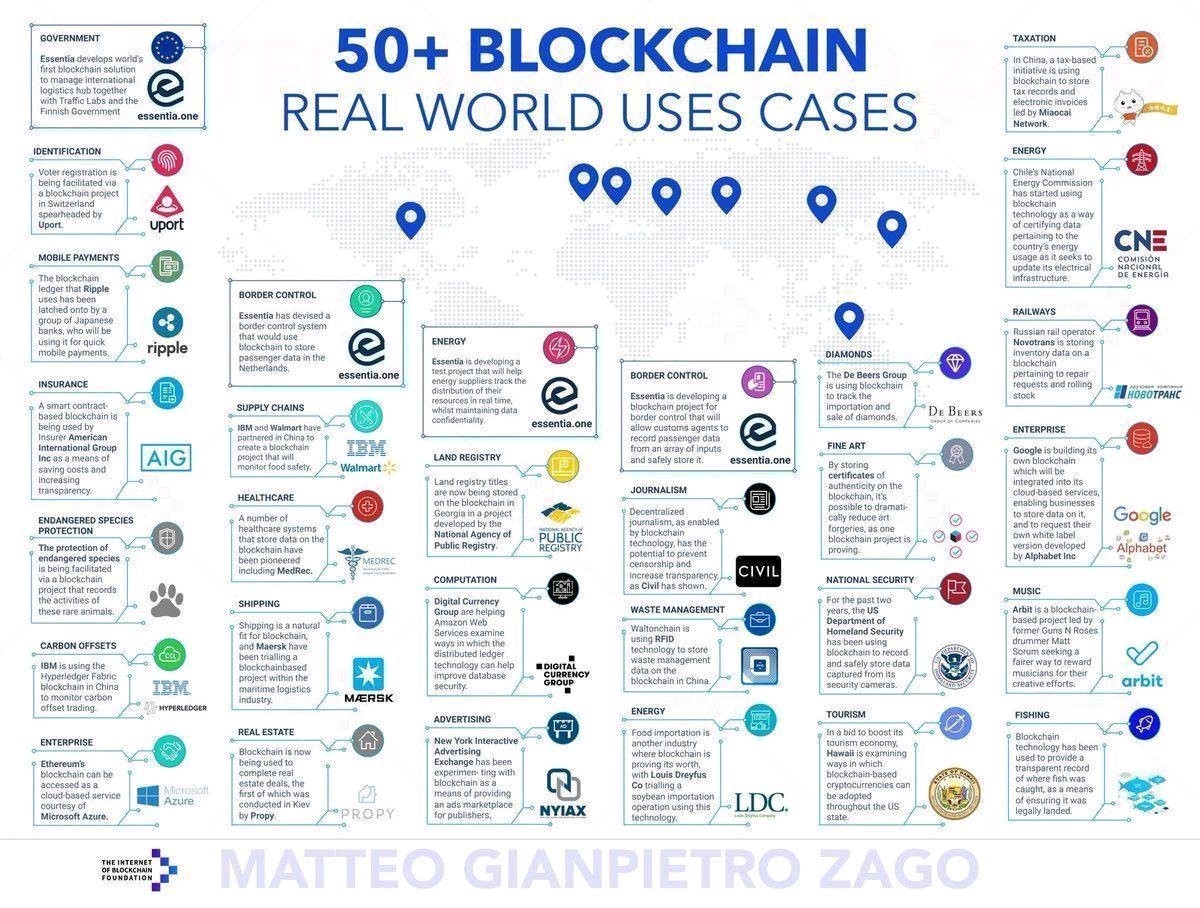 50+ BLOCKCHAIN
REAL WORLD USES CASES
GOVERNMENT
Essentia develops world's
first blockchain solution
to manage international
logistics hub together
with Traffic Labs and the
Finnish Government
essentia.one
IDENTIFICATION
Voter registration is
being facilitated via
a blockchain project
in Switzerland
spearheaded by
Uport.
uport
MOBILE PAYMENTS
The blockchain
ledger that Ripple
uses has been
latched onto by a
group of Japanese
banks, who will be
using it for quick
mobile payments.
ripple
INSURANCE
A smart contract-
based blockchain is
being used by
Insurer American
International Group
Inc as a means of
saving costs and
increasing
transparency.
AIG
ENDANGERED SPECIES
PROTECTION
The protection of
endangered species
is being facilitated
via a blockchain
project that records
the activities of
these rare animals.
CARBON OFFSETS
IBM is using the
Hyperledger Fabric
blockchain in China
to monitor carbon
offset trading.
IBM
HYPERLEDGER
ENTERPRISE
Ethereum's
blockchain can be
accessed as a
cloud-based service
courtesy of
Microsoft Azure.
Microsoft
Azure
BORDER CONTROL
Essentia has devised a
border control system
that would use
blockchain to store
passenger data in the
Netherlands.
essentia.one
SUPPLY CHAINS
IBM and Walmart have
partnered in China to
create a blockchain
project that will
monitor food safety.
IBM
Walmart
HEALTHCARE
A number of
healthcare systems
that store data on the
blockchain have
been pioneered
including MedRec.
MEDREC
SHIPPING
Shipping is a natural
fit for blockchain,
and Maersk have
been trialling a
blockchainbased
project within the
maritime logistics
industry.
MÆRSK
REAL ESTATE
Blockchain is now
being used to
complete real
estate deals, the
first of which was
conducted in Kiev
by Propy.
PROPY
ENERGY
Essentia is developing a
test project that will help
energy suppliers track the
distribution of their
resources in real time,
whilst maintaining data
confidentiality.
essentia.one
LAND REGISTRY
Land registry titles
are now being stored
on the blockchain in
Georgia in a project
developed by the
National Agency of
Public Registry.
NATIONAL AGENCY OF
PUBLIC
REGISTRY
COMPUTATION
Digital Currency
Group are helping
Amazon Web
Services examine
ways in which the
distributed ledger
technology can help
improve database
security.
DIGITAL
CURRENCY
GROUP
ADVERTISING
New York Interactive
Advertising
Exchange has been
experimen- ting with
blockchain as a
means of providing
an ads marketplace
for publishers.
AD
NYIAX
BORDER CONTROL
Essentia is developing a
blockchain project for
border control that will
allow customs agents to
record passenger data
from an array of inputs
and safely store it.
essentia.one
JOURNALISM
Decentralized
journalism, as enabled
by blockchain
technology, has the
potential to prevent
censorship and
increase transparency,
as Civil has shown.
CIVIL
WASTE MANAGEMENT
Waltonchain is
using RFID
technology to store
waste management
data on the
blockchain in China.
ENERGY
Food importation is
another industry
where blockchain is
proving its worth,
with Louis Dreyfus
Co trialling a
soybean importation
operation using this
technology.
LDC.
Louis Dreyfus Company
DIAMONDS
The De Beers Group
is using blockchain
to track the
importation and
sale of diamonds.
DE BEERS
GROUP OF COMPANIES
FINE ART
By storing
certificates of
authenticity on the
blockchain, it's
possible to dramati-
cally reduce art
forgeries, as one
blockchain project is
proving.
NATIONAL SECURITY
For the past two
years, the US
Department of
Homeland Security
has been using
blockchain to record
and safely store data
captured from its
security cameras.
TOURISM
In a bid to boost its
tourism economy,
Hawaii is examining
ways in which
blockchain-based
cryptocurrencies can
be adopted
throughout the US
state.
TAXATION
In China, a tax-based
initiative is using
blockchain to store
tax records and
electronic invoices
led by Miaocai
Network.
ENERGY
Chile's National
Energy Commission
has started using
blockchain
technology as a way
of certifying data
pertaining to the
country's energy
usage as it seeks to
update its electrical
infrastructure.
CNE
COMISIÓN
NACIONAL
DE ENERGÍA
RAILWAYS
Russian rail operator
Novotrans is storing
inventory data on a
blockchain
pertaining to repair
requests and rolling
stock
грузовая компания
НОВОТРАНС
ENTERPRISE
Google is building its
own blockchain
which will be
integrated into its
cloud-based services,
enabling businesses
to store data on it,
and to request their
own white label
version developed
by Alphabet Inc
Google
Alphabet
MUSIC
Arbit is a blockchain-
based project led by
former Guns N Roses
drummer Matt
Sorum seeking a
fairer way to reward
musicians for their
creative efforts.
arbit
FISHING
Blockchain
technology has been
used to provide a
transparent record
of where fish was
caught, as a means
of ensuring it was
legally landed.
THE INTERNET
OF BLOCKCHAIN
FOUNDATION
MATTEO GIANPIETRO ZAGO